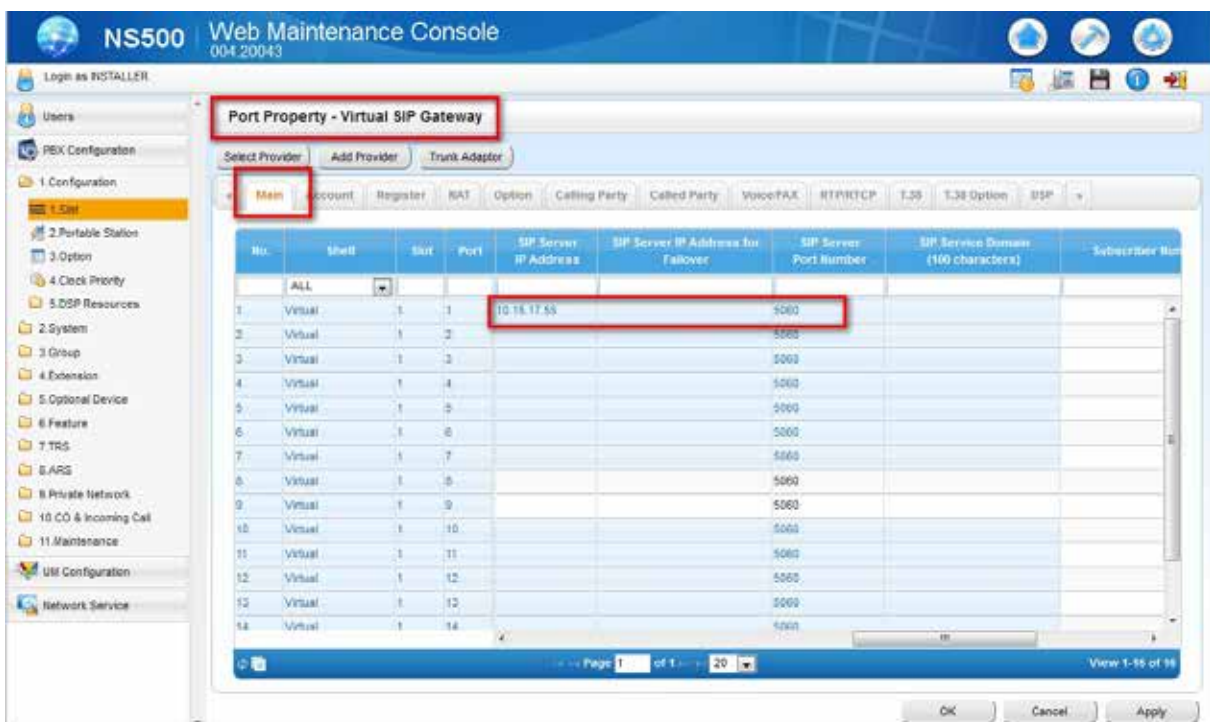 NS500
Web Maintenance Console
004.20043
Login as INSTALLER
Users
PBX Configuration
1.Configuration
1.Slot
2.Portable Station
3.Option
4.Clock Priority
5.DSP Resources
2.System
3.Group
4.Extension
5.Optional Device
6.Feature
7.TRS
8.ARS
9.Private Network
10.CO & Incoming Call
11.Maintenance
UM Configuration
Network Service
Port Property - Virtual SIP Gateway
Select Provider Add Provider Trunk Adaptor
Main Account Register NAT Option Calling Party Called Party Voice/FAX RTP/RTCP T.38 T.38 Option DSP
No. Shelf Slot Port SIP Server IP Address SIP Server IP Address for Failover SIP Server Port Number SIP Service Domain (100 characters) Subscriber Num
ALL
1 Virtual 1 1 5060
2 Virtual 1 2 5060
3 Virtual 1 3 5060
4 Virtual 1 4 5060
5 Virtual 1 5 5060
6 Virtual 1 6 5060
7 Virtual 1 7 5060
8 Virtual 1 8 5060
9 Virtual 1 9 5060
10 Virtual 1 10 5060
11 Virtual 1 11 5060
12 Virtual 1 12 5060
13 Virtual 1 13 5060
14 Virtual 1 14 5060
Page 1 of 1 20 View 1-16 of 16
OK Cancel Apply